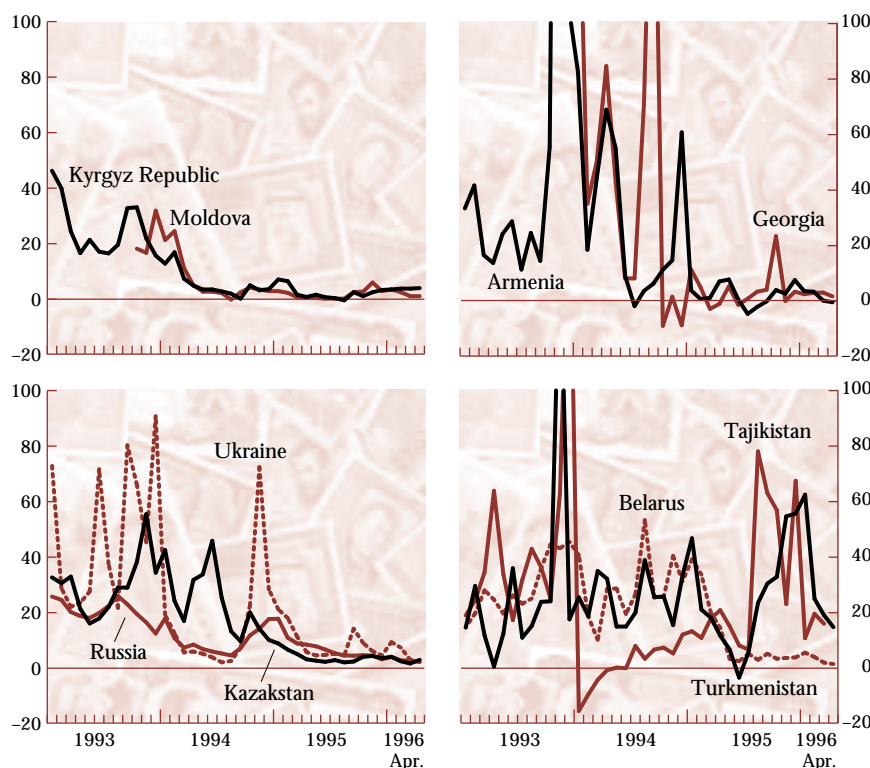 100
80
60
40
20
0
–20
Kyrgyz Republic
Moldova
100
80
60
40
20
0
–20
Georgia
Armenia
100
80
60
40
20
0
–20
Ukraine
Russia
Kazakstan
1993 1994 1995 1996
Apr.
100
80
60
40
20
0
–20
Tajikistan
Belarus
Turkmenistan
1993 1994 1995 1996
Apr.